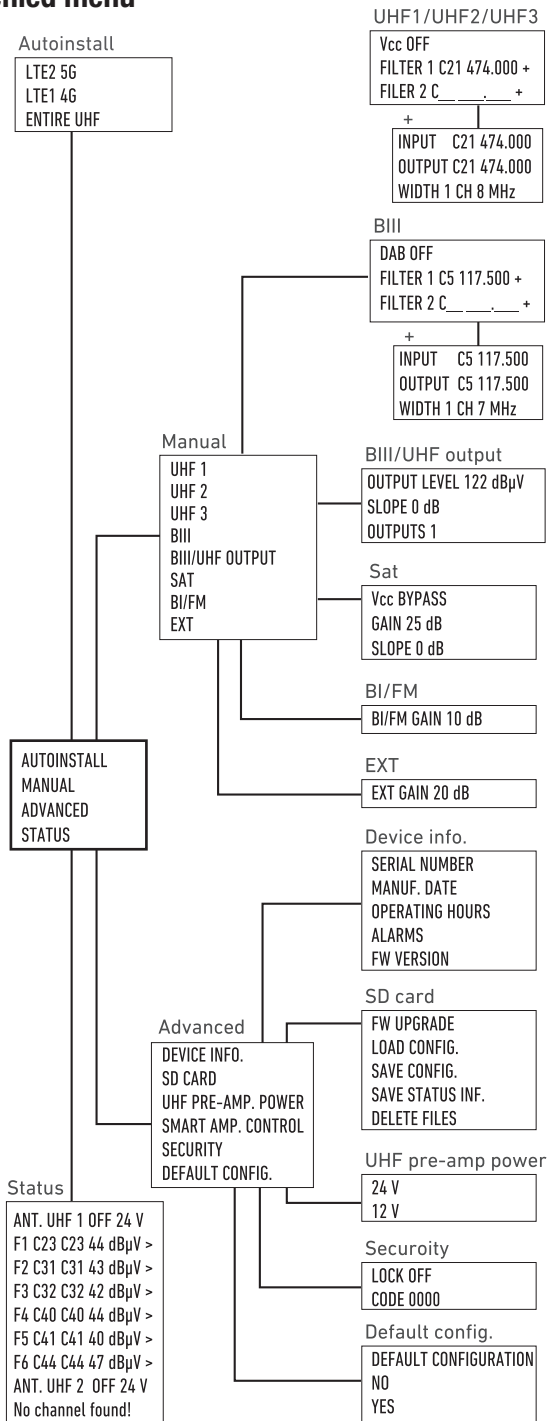 menu
Autoinstall
LTE2 5G
LTE1 4G
ENTIRE UHF
UHF1/UHF2/UHF3
Vcc OFF
FILTER 1 C21 474.000 +
FILER 2 C__ ___.___ +
+
INPUT C21 474.000
OUTPUT C21 474.000
WIDTH 1 CH 8 MHz
BIII
DAB OFF
FILTER 1 C5 117.500 +
FILTER 2 C__ ___.___ +
+
INPUT C5 117.500
OUTPUT C5 117.500
WIDTH 1 CH 7 MHz
Manual
UHF 1
UHF 2
UHF 3
BIII
BIII/UHF OUTPUT
SAT
BI/FM
EXT
BIII/UHF output
OUTPUT LEVEL 122 dBµV
SLOPE 0 dB
OUTPUTS 1
Sat
Vcc BYPASS
GAIN 25 dB
SLOPE 0 dB
BI/FM
BI/FM GAIN 10 dB
EXT
EXT GAIN 20 dB
AUTOINSTALL
MANUAL
ADVANCED
STATUS
Device info.
SERIAL NUMBER
MANUF. DATE
OPERATING HOURS
ALARMS
FW VERSION
Advanced
DEVICE INFO.
SD CARD
UHF PRE-AMP. POWER
SMART AMP. CONTROL
SECURITY
DEFAULT CONFIG.
SD card
FW UPGRADE
LOAD CONFIG.
SAVE CONFIG.
SAVE STATUS INF.
DELETE FILES
UHF pre-amp power
24 V
12 V
Securoity
LOCK OFF
CODE 0000
Default config.
DEFAULT CONFIGURATION
NO
YES
Status
ANT. UHF 1 OFF 24 V
F1 C23 C23 44 dBµV >
F2 C31 C31 43 dBµV >
F3 C32 C32 42 dBµV >
F4 C40 C40 44 dBµV >
F5 C41 C41 40 dBµV >
F6 C44 C44 47 dBµV >
ANT. UHF 2 OFF 24 V
No channel found!